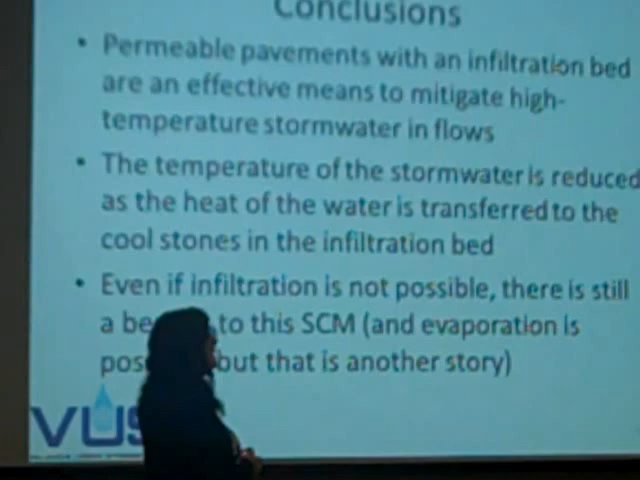 Conclusions
• Permeable pavements with an infiltration bed
are an effective means to mitigate high-
temperature stormwater in flows
• The temperature of the stormwater is reduced
as the heat of the water is transferred to the
cool stones in the infiltration bed
• Even if infiltration is not possible, there is still
a be to this SCM (and evaporation is
pos but that is another story)
VUS